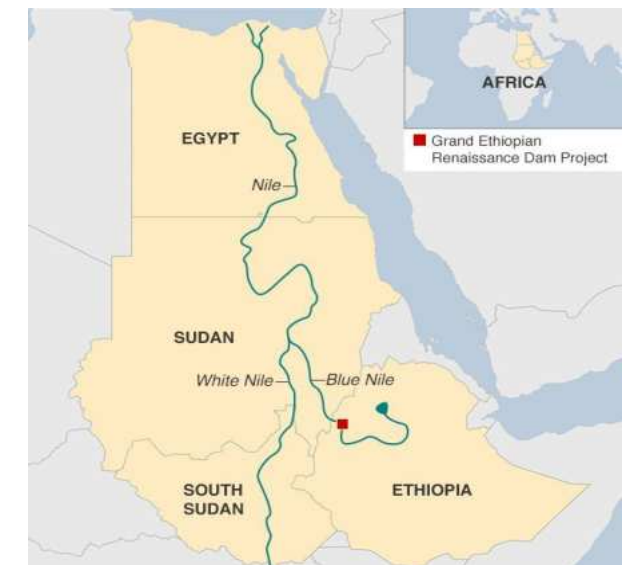 AFRICA
Grand Ethiopian
Renaissance Dam Project
EGYPT
Nile
SUDAN
White Nile
Blue Nile
SOUTH
SUDAN
ETHIOPIA